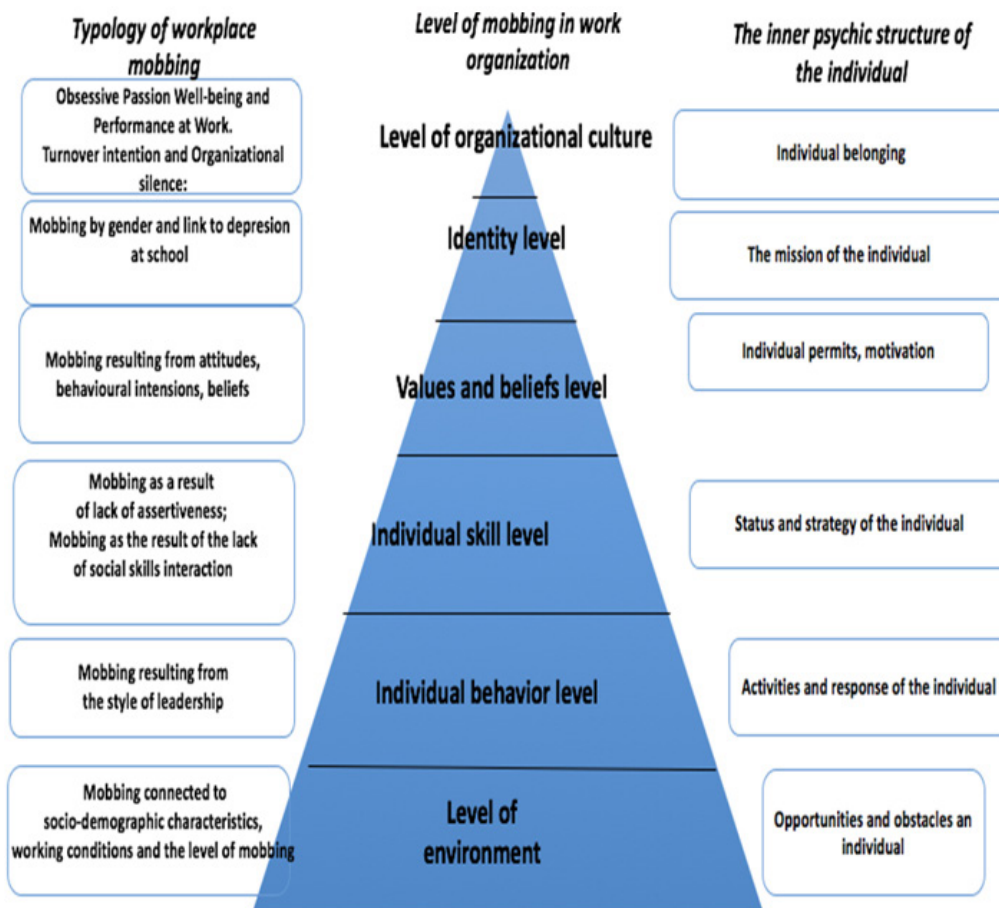 Typology of workplace
mobbing
Level of mobbing in work
organization
The inner psychic structure of
the individual
Obsessive Passion Well-being and
Performance at Work.
Turnover intention and Organizational
silence:
Level of organizational culture
Individual belonging
Mobbing by gender and link to depresion
at school
Identity level
The mission of the individual
Mobbing resulting from attitudes,
behavioural intensions, beliefs
Values and beliefs level
Individual permits, motivation
Mobbing as a result
of lack of assertiveness;
Mobbing as the result of the lack
of social skills interaction
Individual skill level
Status and strategy of the individual
Mobbing resulting from
the style of leadership
Individual behavior level
Activities and response of the individual
Mobbing connected to
socio-demographic characteristics,
working conditions and the level of mobbing
Level of
environment
Opportunities and obstacles an
individual